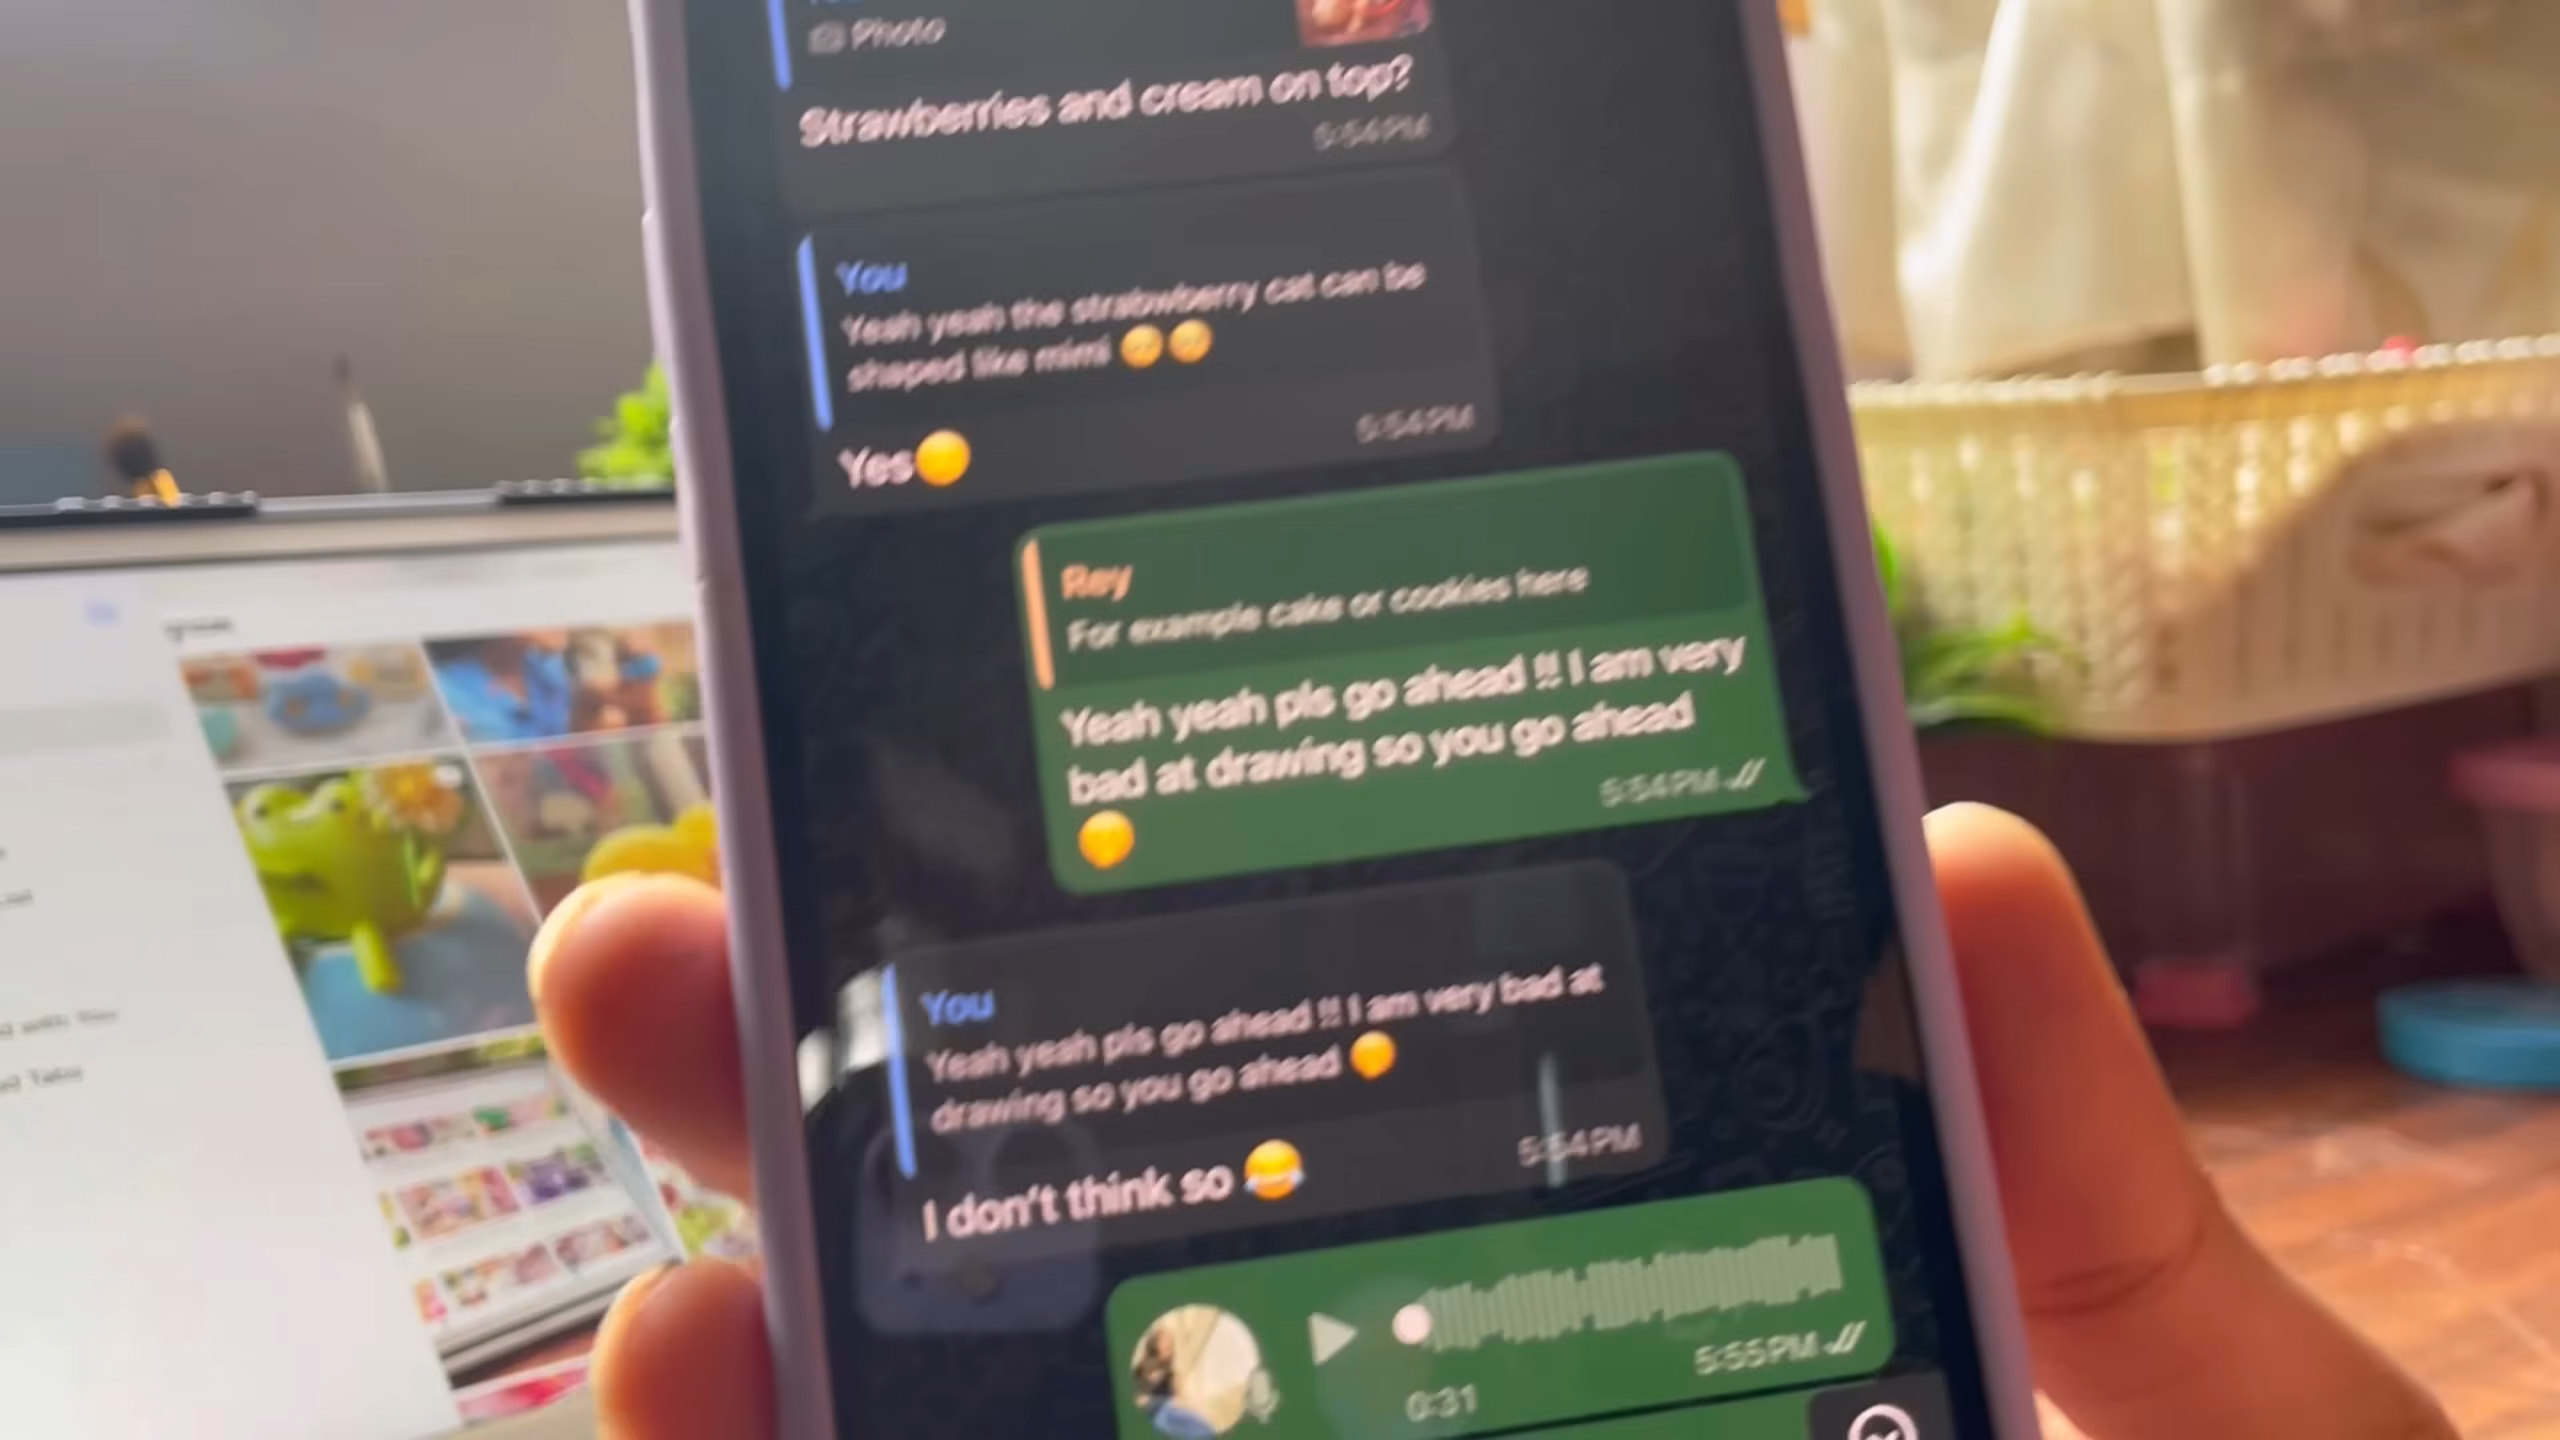 Photo
Strawberries and cream on top?
5:54 PM
You
Yeah yeah the strabwberry cat can be
shaped like mimi 🥺🥺
5:54 PM
Yes
Rey
For example cake or cookies here
Yeah yeah pls go ahead !! I am very
bad at drawing so you go ahead
5:54 PM
You
Yeah yeah pls go ahead !! I am very bad at
drawing so you go ahead
5:54 PM
I don't think so 😂
5:55 PM
0:31